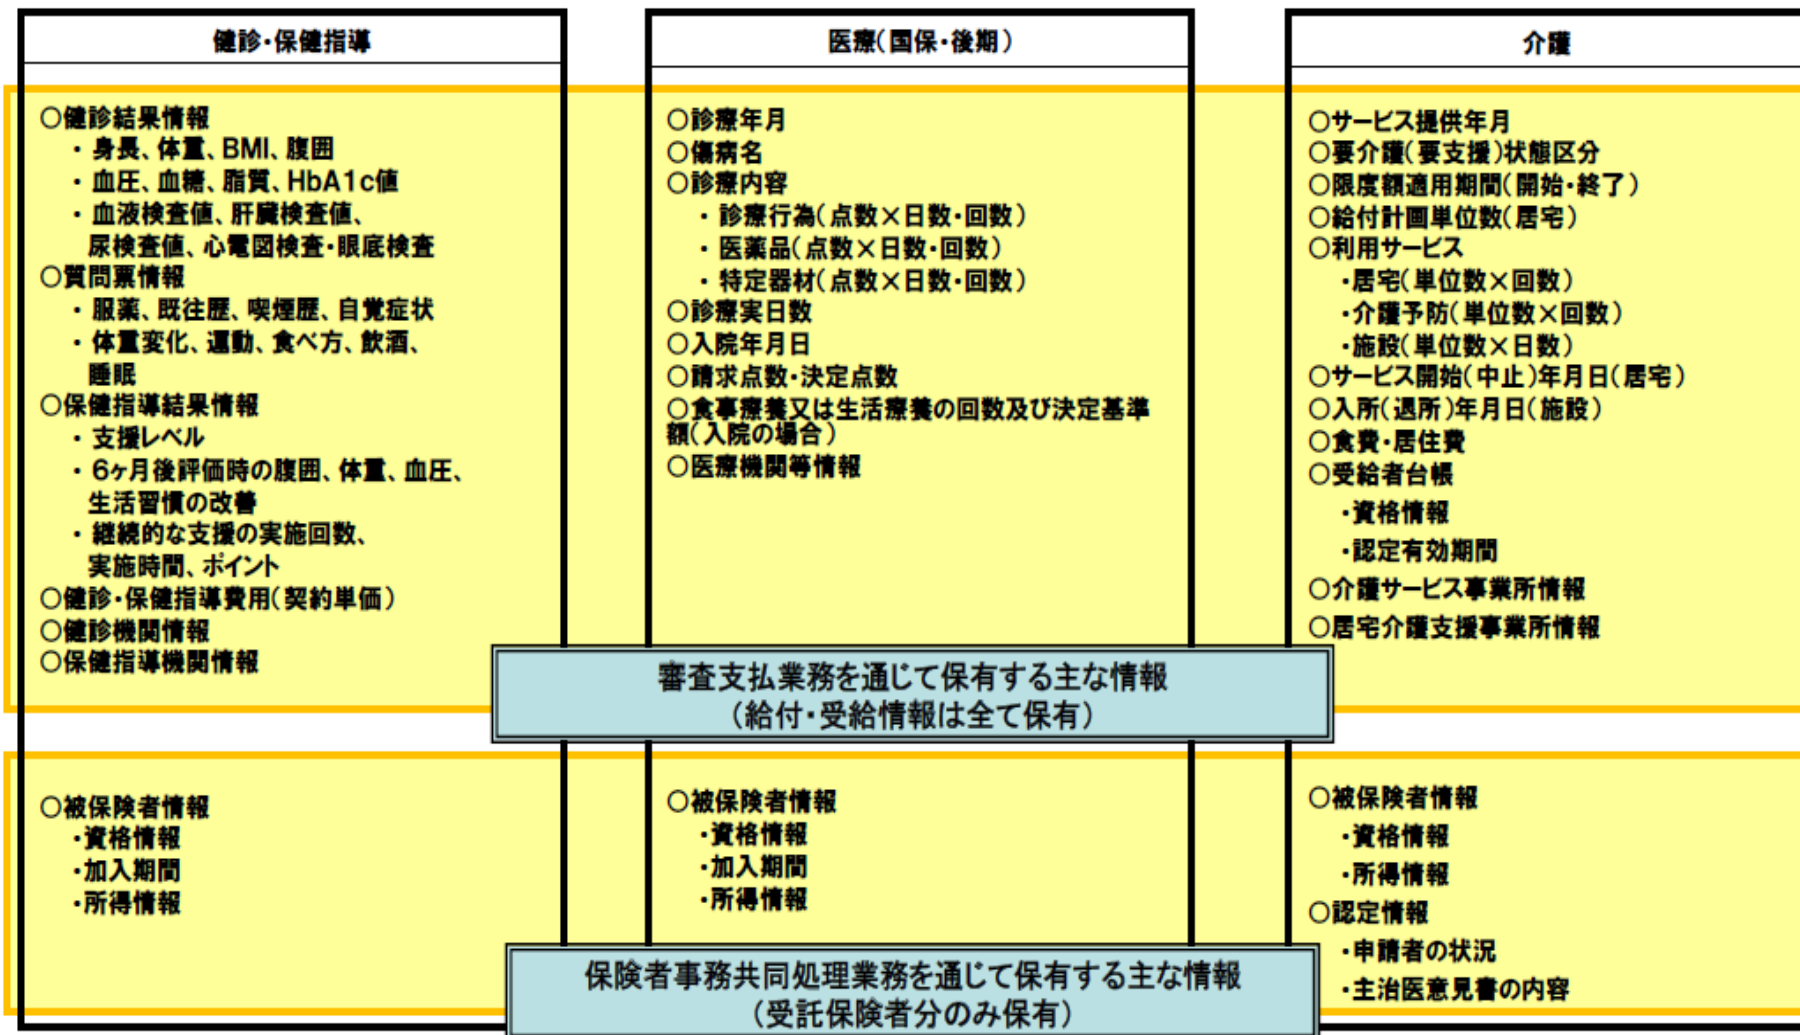 健診・保健指導
○健診結果情報
・身長、体重、BMI、腹囲
・血圧、血糖、脂質、HbA1c値
・血液検査値、肝臓検査値、
尿検査値、心電図検査・眼底検査
○質問票情報
・服薬、既往歴、喫煙歴、自覚症状
・体重変化、運動、食べ方、飲酒、
睡眠
○保健指導結果情報
・支援レベル
・6ヶ月後評価時の腹囲、体重、血圧、
生活習慣の改善
・継続的な支援の実施回数、
実施時間、ポイント
○健診・保健指導費用(契約単価)
○健診機関情報
○保健指導機関情報
医療(国保・後期)
○診療年月
○傷病名
○診療内容
・診療行為(点数×日数・回数)
・医薬品(点数×日数・回数)
・特定器材(点数×日数・回数)
○診療実日数
○入院年月日
○請求点数・決定点数
○食事療養又は生活療養の回数及び決定基準
額(入院の場合)
○医療機関等情報
介護
○サービス提供年月
○要介護(要支援)状態区分
○限度額適用期間(開始・終了)
○給付計画単位数(居宅)
○利用サービス
・居宅(単位数×回数)
・介護予防(単位数×回数)
・施設(単位数×日数)
○サービス開始(中止)年月日(居宅)
○入所(退所)年月日(施設)
○食費・居住費
○受給者台帳
・資格情報
・認定有効期間
○介護サービス事業所情報
○居宅介護支援事業所情報
審査支払業務を通じて保有する主な情報
(給付・受給情報は全て保有)
○被保険者情報
・資格情報
・加入期間
・所得情報
○被保険者情報
・資格情報
・加入期間
・所得情報
○被保険者情報
・資格情報
・所得情報
○認定情報
・申請者の状況
・主治医意見書の内容
保険者事務共同処理業務を通じて保有する主な情報
(受託保険者分のみ保有)